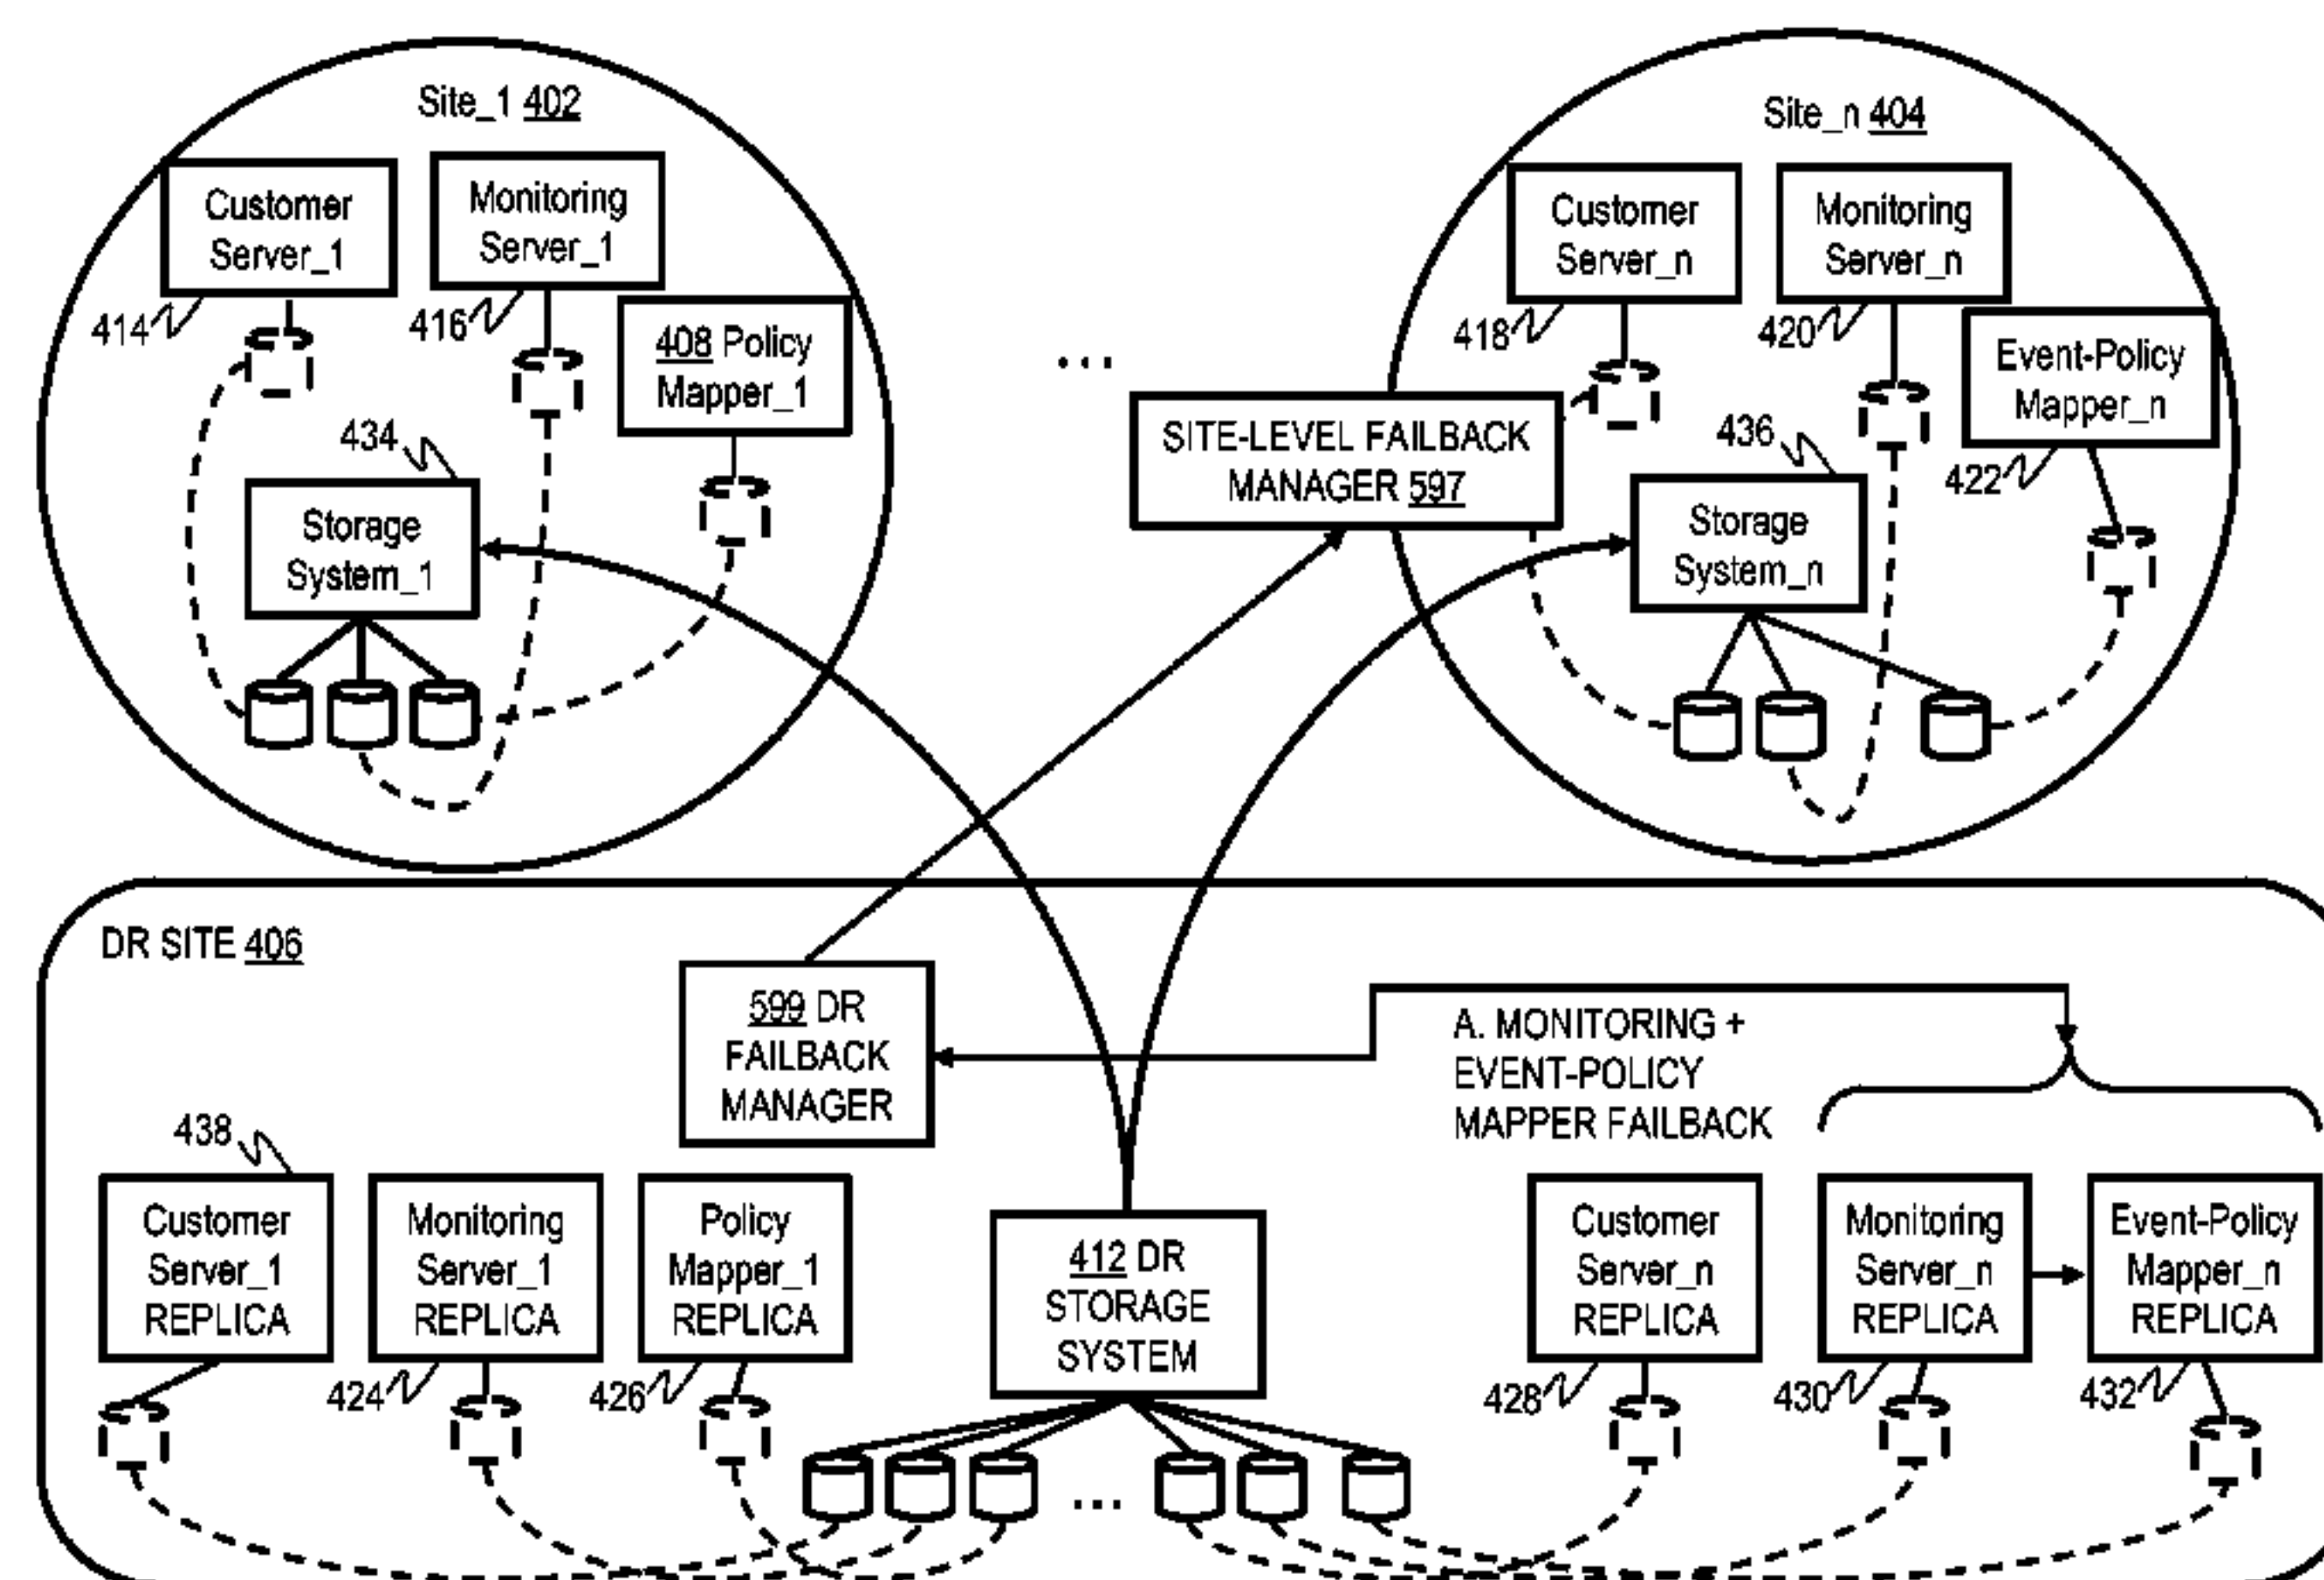 Site_1 402
Customer
Server_1
414
Monitoring
Server_1
416
408 Policy
Mapper_1
434
Storage
System_1
...
Site_n 404
Customer
Server_n
418
Monitoring
Server_n
420
Event-Policy
Mapper_n
422
SITE-LEVEL FAILBACK
MANAGER 597
436
Storage
System_n
DR SITE 406
599 DR
FAILBACK
MANAGER
A. MONITORING +
EVENT-POLICY
MAPPER FAILBACK
438
Customer
Server_1
REPLICA
Monitoring
Server_1
REPLICA
424
Policy
Mapper_1
REPLICA
426
412 DR
STORAGE
SYSTEM
...
Customer
Server_n
REPLICA
428
Monitoring
Server_n
REPLICA
430
Event-Policy
Mapper_n
REPLICA
432